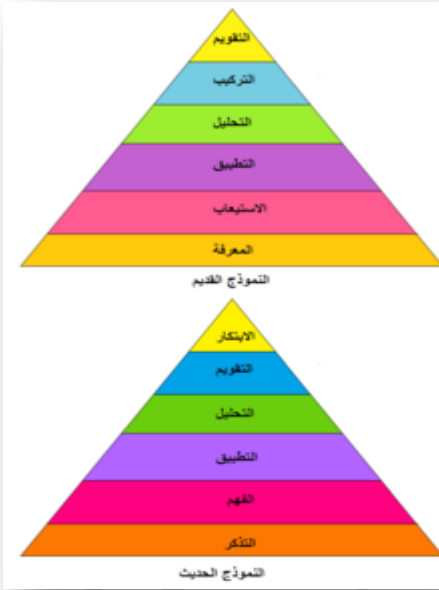 التقويم
التركيب
التحليل
التطبيق
الاستيعاب
المعرفة
النموذج القديم
الابتكار
التقويم
التحليل
التطبيق
الفهم
التذكر
النموذج الحديث